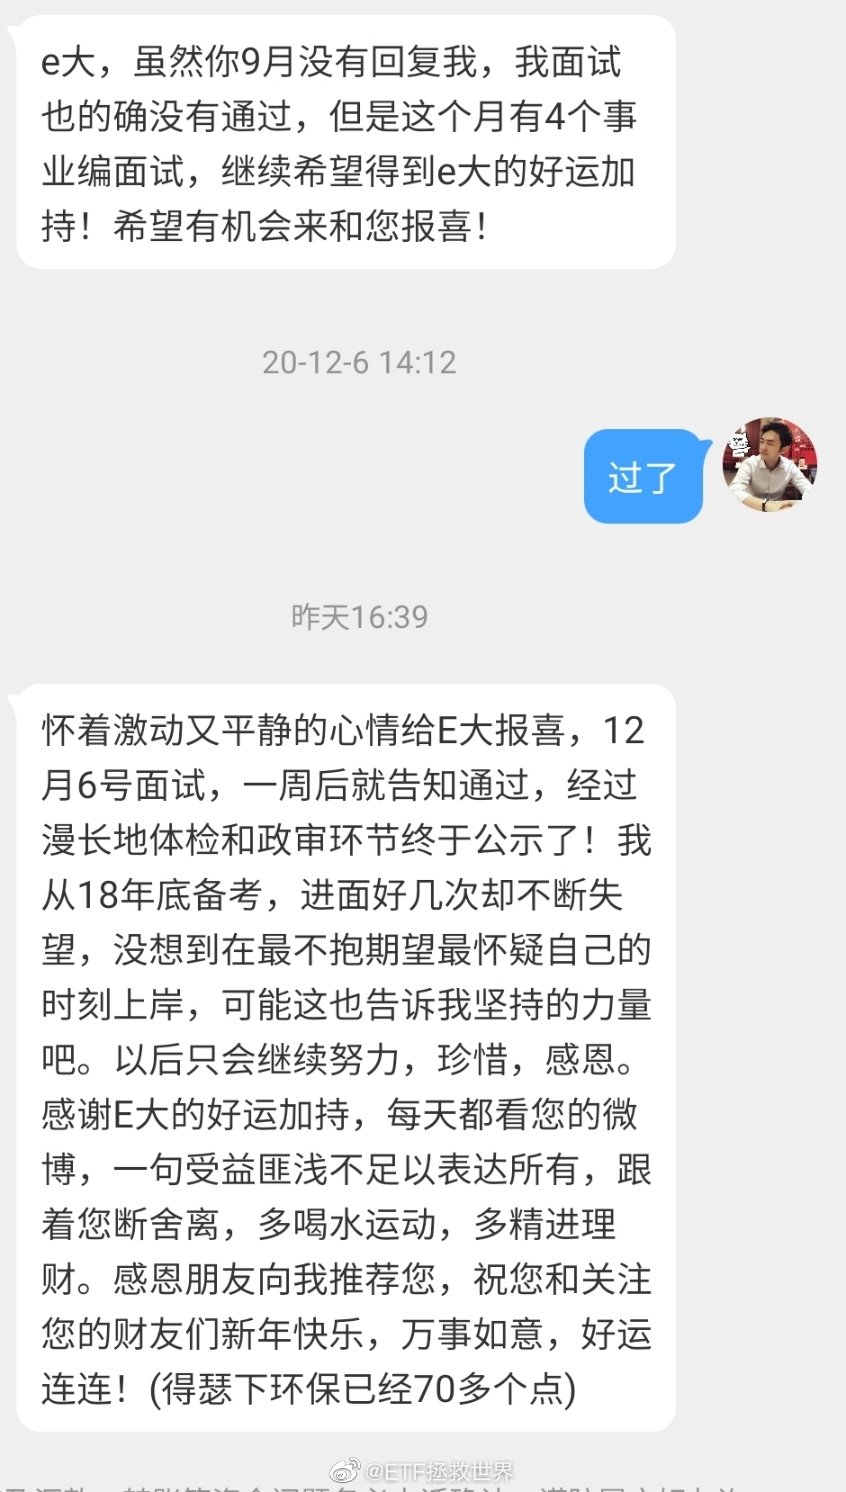 e大，虽然你9月没有回复我，我面试
也的确没有通过，但是这个月有4个事
业编面试，继续希望得到e大的好运加
持！希望有机会来和您报喜！
20-12-6 14:12
过了
昨天16:39
怀着激动又平静的心情给E大报喜，12
月6号面试，一周后就告知通过，经过
漫长地体检和政审环节终于公示了！我
从18年底备考，进面好几次却不断失
望，没想到在最不抱期望最怀疑自己的
时刻上岸，可能这也告诉我坚持的力量
吧。以后只会继续努力，珍惜，感恩。
感谢E大的好运加持，每天都看您的微
博，一句受益匪浅不足以表达所有，跟
着您断舍离，多喝水运动，多精进理
财。感恩朋友向我推荐您，祝您和关注
您的财友们新年快乐，万事如意，好运
连连！(得瑟下环保已经70多个点)
@ETF拯救世界